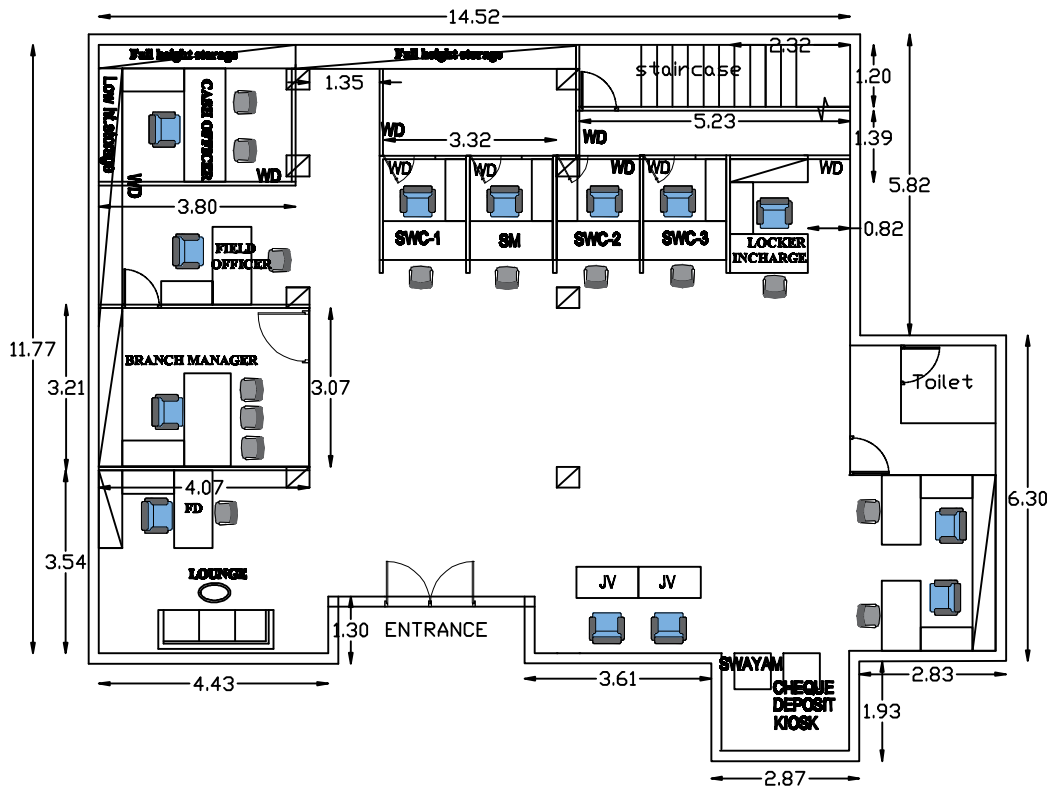 14.52
Full height storage
Full height storage
2.32
staircase
1.20
1.35
Low ht.storage
CASH OFFICER
WD
3.32
WD
5.23
1.39
WD
WD
WD
WD
WD
WD
WD
5.82
3.80
0.82
SWC-1
SM
SWC-2
SWC-3
LOCKER
INCHARGE
FIELD
OFFICER
11.77
3.21
BRANCH MANAGER
3.07
Toilet
4.07
FD
6.30
3.54
LOUNGE
JV
JV
1.30
ENTRANCE
SWAYAM
4.43
3.61
CHEQUE
DEPOSIT
KIOSK
2.83
1.93
2.87